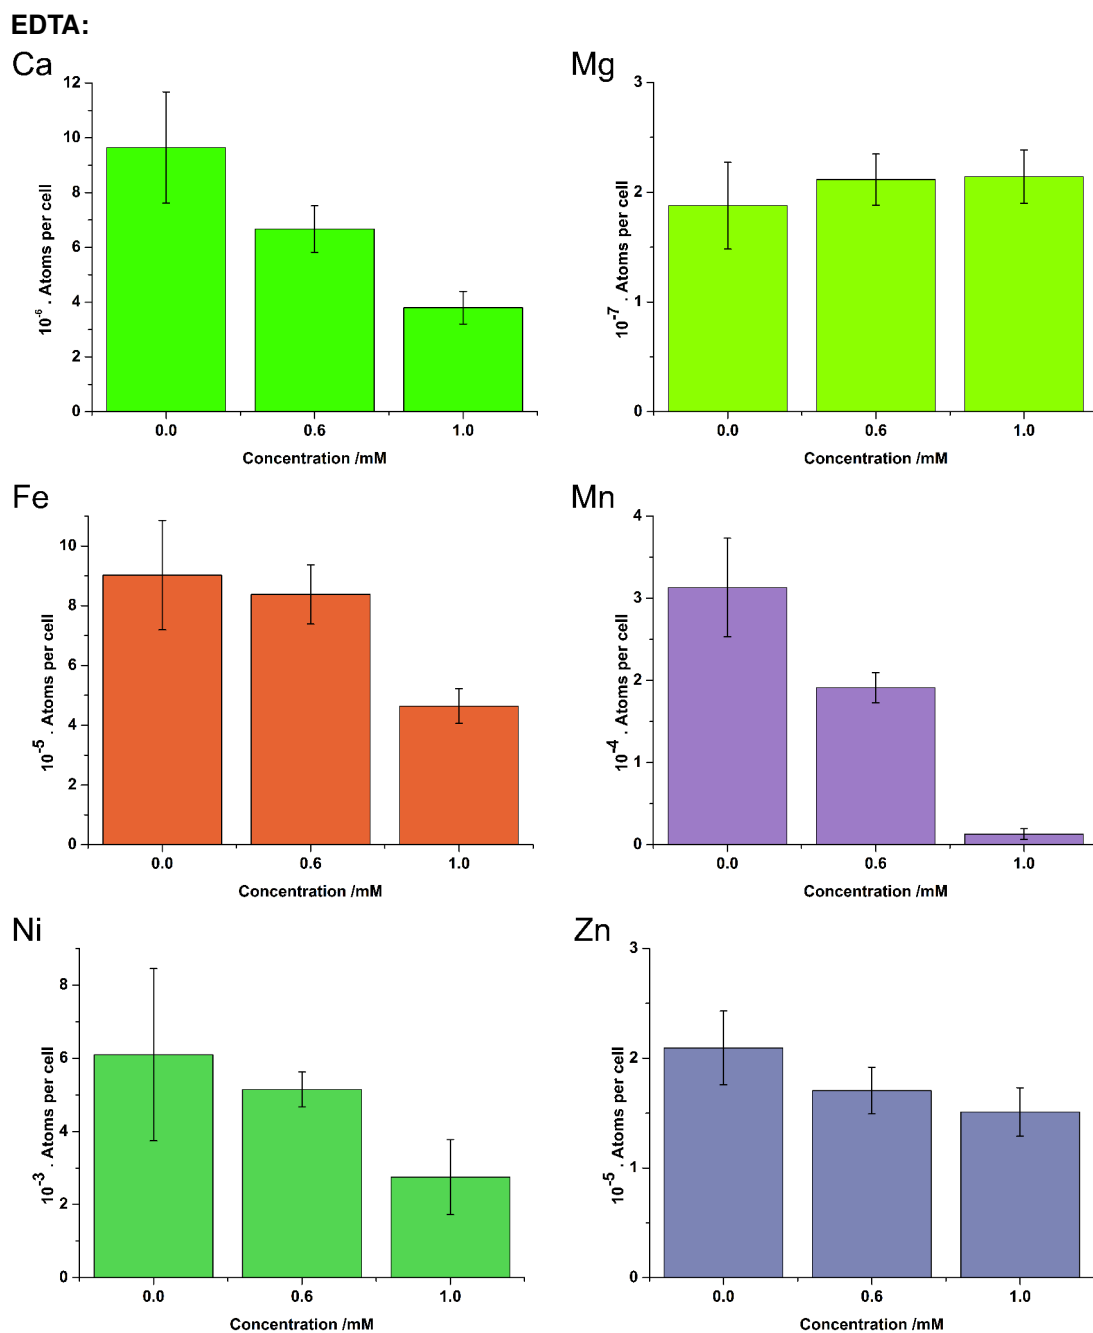 EDTA:
Ca
12
10
8
6
4
2
0
10⁻⁶ . Atoms per cell
0.0 0.6 1.0
Concentration /mM
Mg
3
2
1
0
10⁻⁷ . Atoms per cell
0.0 0.6 1.0
Concentration /mM
Fe
10
8
6
4
2
0
10⁻⁵ . Atoms per cell
0.0 0.6 1.0
Concentration /mM
Mn
4
3
2
1
0
10⁻⁴ . Atoms per cell
0.0 0.6 1.0
Concentration /mM
Ni
8
6
4
2
0
10⁻³ . Atoms per cell
0.0 0.6 1.0
Concentration /mM
Zn
3
2
1
0
10⁻⁵ . Atoms per cell
0.0 0.6 1.0
Concentration /mM